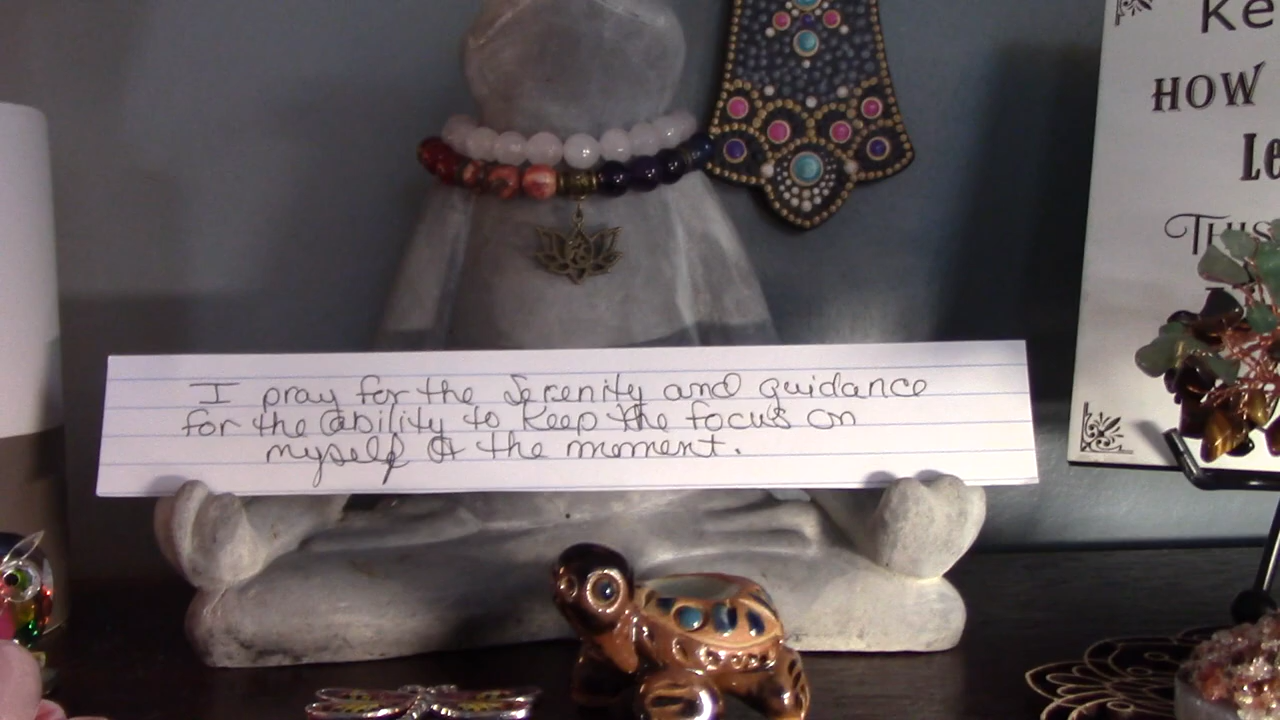 I pray for the Serenity and guidance
for the ability to Keep the focus on
myself & the moment.
Ke
HOW
Le
THIS